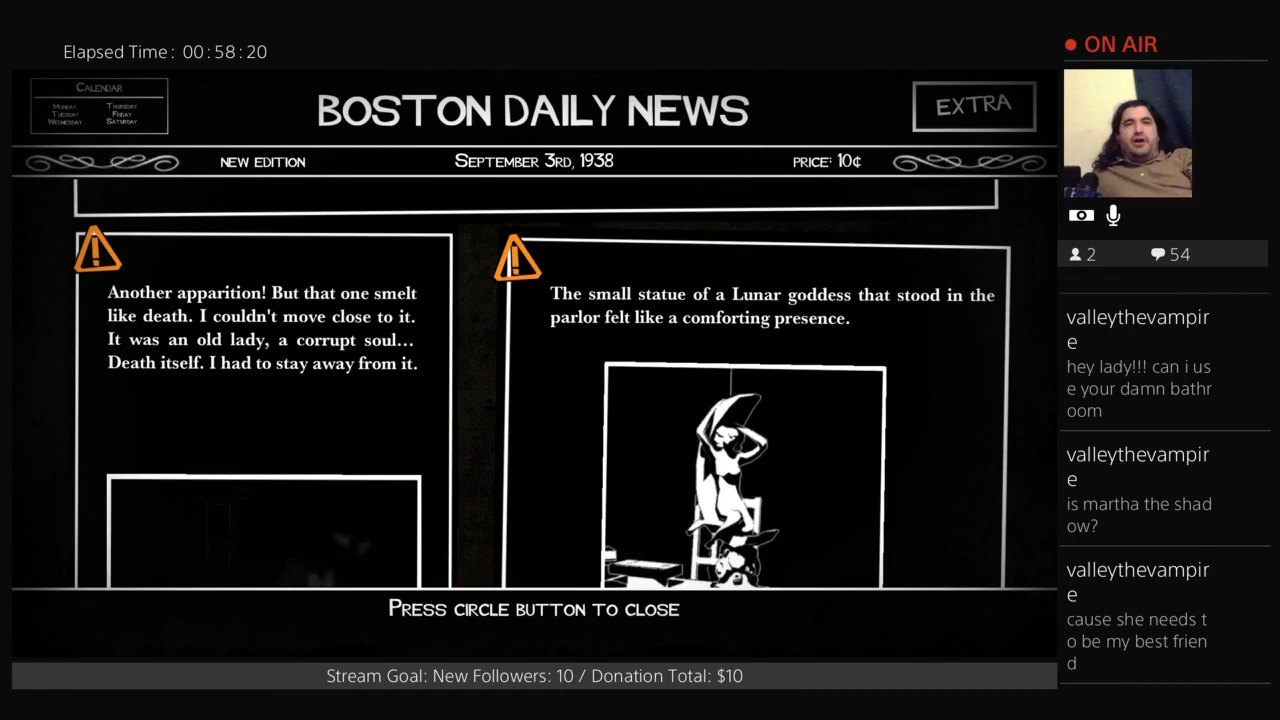 Elapsed Time: 00:58:20
ON AIR
CALENDAR
MONDAY THURSDAY
TUESDAY FRIDAY
WEDNESDAY SATURDAY
BOSTON DAILY NEWS
EXTRA
NEW EDITION SEPTEMBER 3RD, 1938 PRICE: 10¢
Another apparition! But that one smelt
like death. I couldn't move close to it.
It was an old lady, a corrupt soul...
Death itself. I had to stay away from it.
The small statue of a Lunar goddess that stood in the
parlor felt like a comforting presence.
PRESS CIRCLE BUTTON TO CLOSE
Stream Goal: New Followers: 10 / Donation Total: $10
2 54
valleythevampir
e
hey lady!!! can i us
e your damn bathr
oom
valleythevampir
e
is martha the shad
ow?
valleythevampir
e
cause she needs t
o be my best frien
d